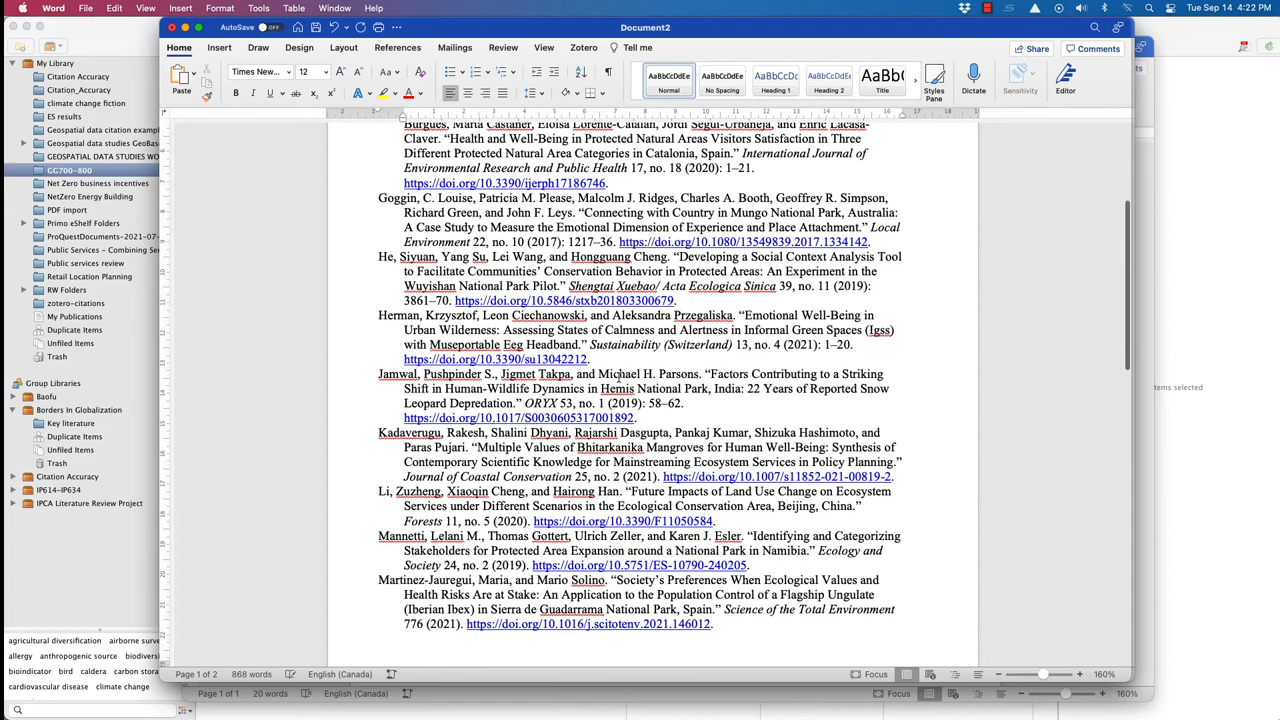 Word File Edit View Insert Format Tools Table Window Help
Tue Sep 14 4:22 PM
AutoSave OFF
Document2
Home Insert Draw Design Layout References Mailings Review View Zotero Tell me
Share Comments
Paste
Times New... 12
AaBbCcDdEe AaBbCcDdEe AaBbCcDc AaBbCcDdEe AaBbC
Normal No Spacing Heading 1 Heading 2 Title
Styles Pane
Dictate
Sensitivity
Editor
My Library
Citation Accuracy
Citation_Accuracy
climate change fiction
ES results
Geospatial data citation exampl
Geospatial data studies GeoBase
GEOSPATIAL DATA STUDIES WO
GG700-800
Net Zero business incentives
NetZero Energy Building
PDF import
Primo eShelf Folders
ProQuestDocuments-2021-07-
Public Services - Combining Se
Public services review
Retail Location Planning
RW Folders
zotero-citations
My Publications
Duplicate Items
Unfiled Items
Trash
Group Libraries
Baofu
Borders In Globalization
Key literature
Duplicate Items
Unfiled Items
Trash
Citation Accuracy
IP614-IP634
IPCA Literature Review Project
agricultural diversification airborne surve
allergy anthropogenic source biodiversi
bioindicator bird caldera carbon stora
cardiovascular disease climate change
Burgués, Marta Castañer, Eloisa Lorente-Catalán, Jordi Segui-Urbaneja, and Enric Lacasa-
Claver. “Health and Well-Being in Protected Natural Areas Visitors Satisfaction in Three
Different Protected Natural Area Categories in Catalonia, Spain.” International Journal of
Environmental Research and Public Health 17, no. 18 (2020): 1–21.
https://doi.org/10.3390/ijerph17186746.
Goggin, C. Louise, Patricia M. Please, Malcolm J. Ridges, Charles A. Booth, Geoffrey R. Simpson,
Richard Green, and John F. Leys. “Connecting with Country in Mungo National Park, Australia:
A Case Study to Measure the Emotional Dimension of Experience and Place Attachment.” Local
Environment 22, no. 10 (2017): 1217–36. https://doi.org/10.1080/13549839.2017.1334142.
He, Siyuan, Yang Su, Lei Wang, and Hongguang Cheng. “Developing a Social Context Analysis Tool
to Facilitate Communities’ Conservation Behavior in Protected Areas: An Experiment in the
Wuyishan National Park Pilot.” Shengtai Xuebao/ Acta Ecologica Sinica 39, no. 11 (2019):
3861–70. https://doi.org/10.5846/stxb201803300679.
Herman, Krzysztof, Leon Ciechanowski, and Aleksandra Przegaliska. “Emotional Well-Being in
Urban Wilderness: Assessing States of Calmness and Alertness in Informal Green Spaces (Igss)
with Museportable Eeg Headband.” Sustainability (Switzerland) 13, no. 4 (2021): 1–20.
https://doi.org/10.3390/su13042212.
Jamwal, Pushpinder S., Jigmet Takpa, and Michael H. Parsons. “Factors Contributing to a Striking
Shift in Human-Wildlife Dynamics in Hemis National Park, India: 22 Years of Reported Snow
Leopard Depredation.” ORYX 53, no. 1 (2019): 58–62.
https://doi.org/10.1017/S0030605317001892.
Kadaverugu, Rakesh, Shalini Dhyani, Rajarshi Dasgupta, Pankaj Kumar, Shizuka Hashimoto, and
Paras Pujari. “Multiple Values of Bhitarkanika Mangroves for Human Well-Being: Synthesis of
Contemporary Scientific Knowledge for Mainstreaming Ecosystem Services in Policy Planning.”
Journal of Coastal Conservation 25, no. 2 (2021). https://doi.org/10.1007/s11852-021-00819-2.
Li, Zuzheng, Xiaoqin Cheng, and Hairong Han. “Future Impacts of Land Use Change on Ecosystem
Services under Different Scenarios in the Ecological Conservation Area, Beijing, China.”
Forests 11, no. 5 (2020). https://doi.org/10.3390/F11050584.
Mannetti, Lelani M., Thomas Gottert, Ulrich Zeller, and Karen J. Esler. “Identifying and Categorizing
Stakeholders for Protected Area Expansion around a National Park in Namibia.” Ecology and
Society 24, no. 2 (2019). https://doi.org/10.5751/ES-10790-240205.
Martinez-Jauregui, Maria, and Mario Solino. “Society’s Preferences When Ecological Values and
Health Risks Are at Stake: An Application to the Population Control of a Flagship Ungulate
(Iberian Ibex) in Sierra de Guadarrama National Park, Spain.” Science of the Total Environment
776 (2021). https://doi.org/10.1016/j.scitotenv.2021.146012.
tems selected
Page 1 of 2 868 words English (Canada) Focus 160%
Page 1 of 1 20 words English (Canada) Focus 160%